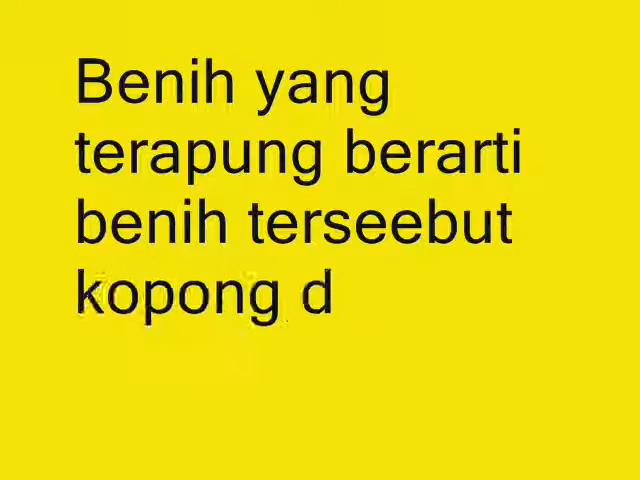 Benih yang
terapung berarti
benih terseebut
kopong d